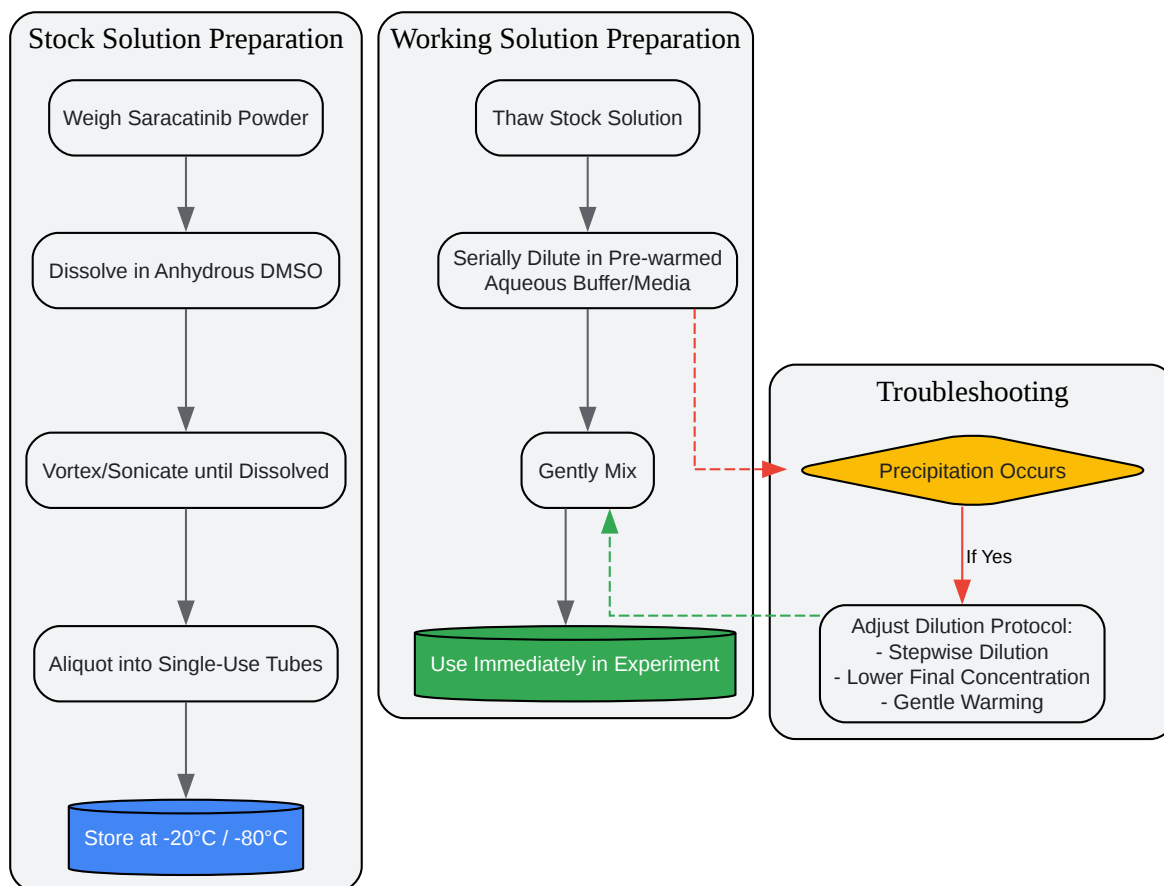 Stock Solution Preparation
Weigh Saracatinib Powder
Dissolve in Anhydrous DMSO
Vortex/Sonicate until Dissolved
Aliquot into Single-Use Tubes
Store at -20°C / -80°C
Working Solution Preparation
Thaw Stock Solution
Serially Dilute in Pre-warmed
Aqueous Buffer/Media
Gently Mix
Use Immediately in Experiment
Troubleshooting
Precipitation Occurs
If Yes
Adjust Dilution Protocol:
- Stepwise Dilution
- Lower Final Concentration
- Gentle Warming